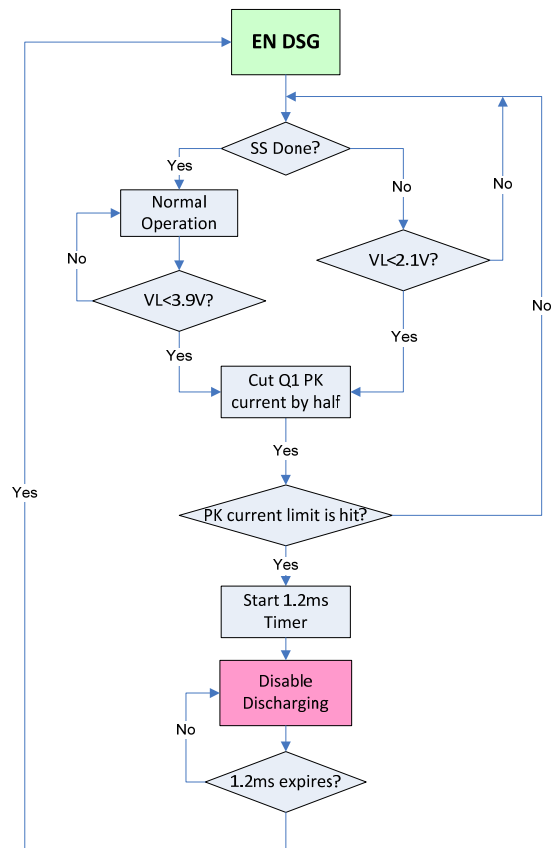 EN DSG
SS Done?
Yes
No
No
Normal
Operation
VL<2.1V?
No
VL<3.9V?
No
Yes
Yes
Cut Q1 PK
current by half
Yes
Yes
PK current limit is hit?
Yes
Start 1.2ms
Timer
Disable
Discharging
No
1.2ms expires?